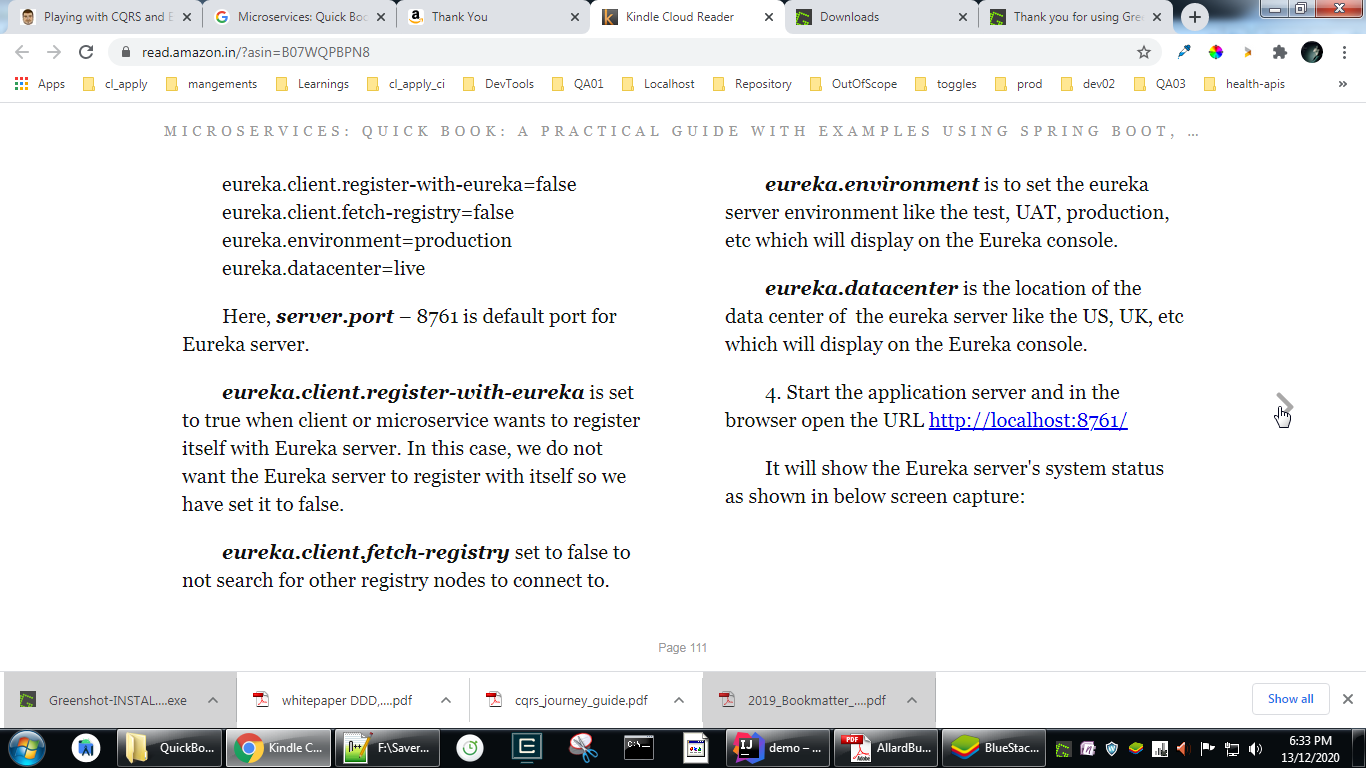 Playing with CQRS and E
Microservices: Quick Boo
Thank You
Kindle Cloud Reader
Downloads
Thank you for using Gre
read.amazon.in/?asin=B07WQPBPN8
Apps
cl_apply
mangements
Learnings
cl_apply_ci
DevTools
QA01
Localhost
Repository
OutOfScope
toggles
prod
dev02
QA03
health-apis
»
MICROSERVICES: QUICK BOOK: A PRACTICAL GUIDE WITH EXAMPLES USING SPRING BOOT, ...
eureka.client.register-with-eureka=false
eureka.client.fetch-registry=false
eureka.environment=production
eureka.datacenter=live
Here, server.port – 8761 is default port for
Eureka server.
eureka.client.register-with-eureka is set
to true when client or microservice wants to register
itself with Eureka server. In this case, we do not
want the Eureka server to register with itself so we
have set it to false.
eureka.client.fetch-registry set to false to
not search for other registry nodes to connect to.
eureka.environment is to set the eureka
server environment like the test, UAT, production,
etc which will display on the Eureka console.
eureka.datacenter is the location of the
data center of the eureka server like the US, UK, etc
which will display on the Eureka console.
4. Start the application server and in the
browser open the URL http://localhost:8761/
It will show the Eureka server's system status
as shown in below screen capture:
Page 111
Greenshot-INSTAL....exe
whitepaper DDD,....pdf
cqrs_journey_guide.pdf
2019_Bookmatter_....pdf
Show all
QuickBo...
Kindle C...
F:\Saver...
demo – ...
AllardBu...
BlueStac...
6:33 PM
13/12/2020